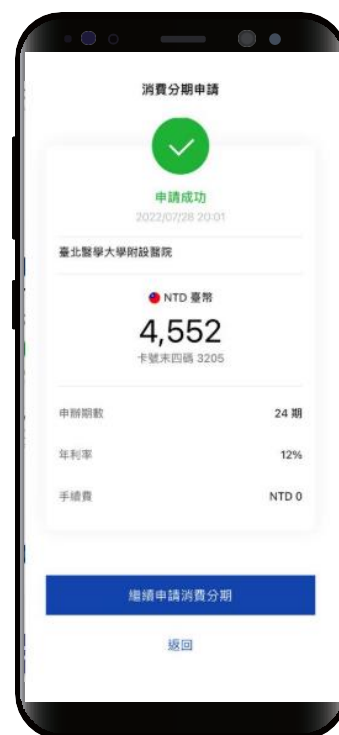 消費分期申請
申請成功
2022/07/28 20:01
臺北醫學大學附設醫院
NTD 臺幣
4,552
卡號末四碼 3205
申辦期數 24 期
年利率 12%
手續費 NTD 0
繼續申請消費分期
返回